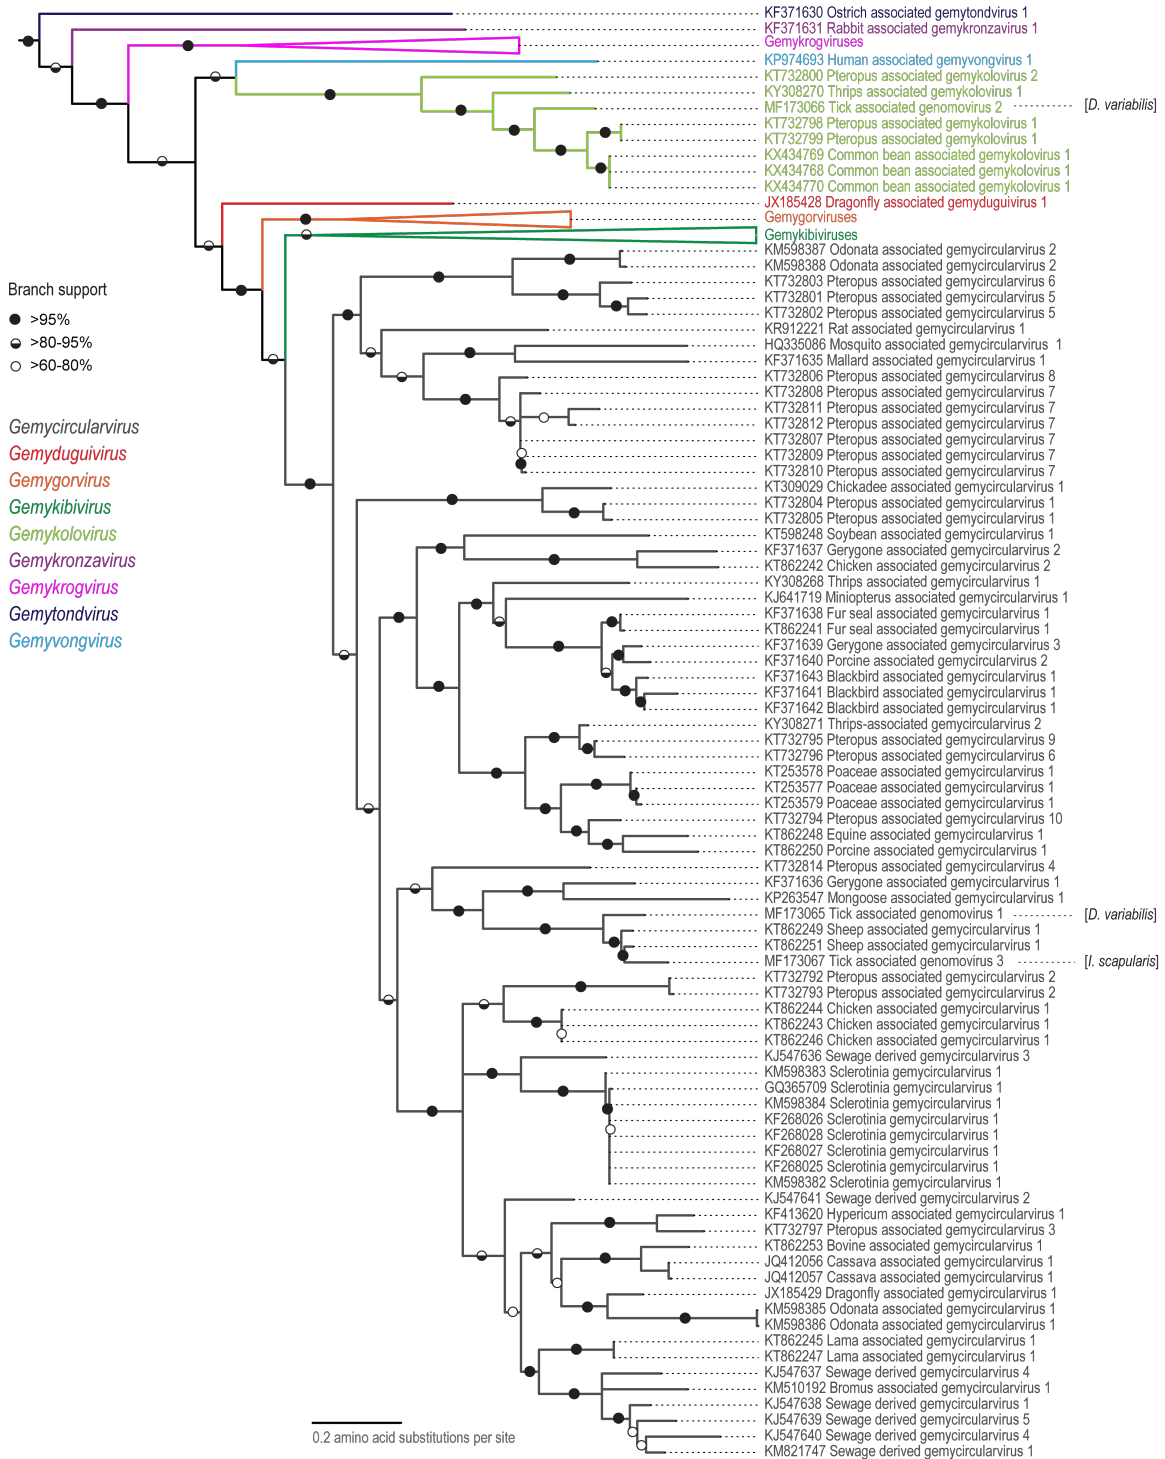 KF371630 Ostrich associated gemytondvirus 1
KF371631 Rabbit associated gemykronzavirus 1
Gemykrogviruses
KP974693 Human associated gemyvongvirus 1
KT732800 Pteropus associated gemykolovirus 2
KY308270 Thrips associated gemykolovirus 1
MF173066 Tick associated genomovirus 2 [D. variabilis]
KT732798 Pteropus associated gemykolovirus 1
KT732799 Pteropus associated gemykolovirus 1
KX434769 Common bean associated gemykolovirus 1
KX434768 Common bean associated gemykolovirus 1
KX434770 Common bean associated gemykolovirus 1
JX185428 Dragonfly associated gemyduguivirus 1
Gemygorviruses
Gemykibiviruses
KM598387 Odonata associated gemycircularvirus 2
KM598388 Odonata associated gemycircularvirus 2
KT732803 Pteropus associated gemycircularvirus 6
KT732801 Pteropus associated gemycircularvirus 5
KT732802 Pteropus associated gemycircularvirus 5
KR912221 Rat associated gemycircularvirus 1
HQ335086 Mosquito associated gemycircularvirus 1
KF371635 Mallard associated gemycircularvirus 1
KT732806 Pteropus associated gemycircularvirus 8
KT732808 Pteropus associated gemycircularvirus 7
KT732811 Pteropus associated gemycircularvirus 7
KT732812 Pteropus associated gemycircularvirus 7
KT732807 Pteropus associated gemycircularvirus 7
KT732809 Pteropus associated gemycircularvirus 7
KT732810 Pteropus associated gemycircularvirus 7
KT309029 Chickadee associated gemycircularvirus 1
KT732804 Pteropus associated gemycircularvirus 1
KT732805 Pteropus associated gemycircularvirus 1
KT598248 Soybean associated gemycircularvirus 1
KF371637 Gerygone associated gemycircularvirus 2
KT862242 Chicken associated gemycircularvirus 2
KY308268 Thrips associated gemycircularvirus 1
KJ641719 Miniopterus associated gemycircularvirus 1
KF371638 Fur seal associated gemycircularvirus 1
KT862241 Fur seal associated gemycircularvirus 1
KF371639 Gerygone associated gemycircularvirus 3
KF371640 Porcine associated gemycircularvirus 2
KF371643 Blackbird associated gemycircularvirus 1
KF371641 Blackbird associated gemycircularvirus 1
KF371642 Blackbird associated gemycircularvirus 1
KY308271 Thrips-associated gemycircularvirus 2
KT732795 Pteropus associated gemycircularvirus 9
KT732796 Pteropus associated gemycircularvirus 6
KT253578 Poaceae associated gemycircularvirus 1
KT253577 Poaceae associated gemycircularvirus 1
KT253579 Poaceae associated gemycircularvirus 1
KT732794 Pteropus associated gemycircularvirus 10
KT862248 Equine associated gemycircularvirus 1
KT862250 Porcine associated gemycircularvirus 1
KT732814 Pteropus associated gemycircularvirus 4
KF371636 Gerygone associated gemycircularvirus 1
KP263547 Mongoose associated gemycircularvirus 1
MF173065 Tick associated genomovirus 1 [D. variabilis]
KT862249 Sheep associated gemycircularvirus 1
KT862251 Sheep associated gemycircularvirus 1
MF173067 Tick associated genomovirus 3 [I. scapularis]
KT732792 Pteropus associated gemycircularvirus 2
KT732793 Pteropus associated gemycircularvirus 2
KT862244 Chicken associated gemycircularvirus 1
KT862243 Chicken associated gemycircularvirus 1
KT862246 Chicken associated gemycircularvirus 1
KJ547636 Sewage derived gemycircularvirus 3
KM598383 Sclerotinia gemycircularvirus 1
GQ365709 Sclerotinia gemycircularvirus 1
KM598384 Sclerotinia gemycircularvirus 1
KF268026 Sclerotinia gemycircularvirus 1
KF268028 Sclerotinia gemycircularvirus 1
KF268027 Sclerotinia gemycircularvirus 1
KF268025 Sclerotinia gemycircularvirus 1
KM598382 Sclerotinia gemycircularvirus 1
KJ547641 Sewage derived gemycircularvirus 2
KF413620 Hypericum associated gemycircularvirus 1
KT732797 Pteropus associated gemycircularvirus 3
KT862253 Bovine associated gemycircularvirus 1
JQ412056 Cassava associated gemycircularvirus 1
JQ412057 Cassava associated gemycircularvirus 1
JX185429 Dragonfly associated gemycircularvirus 1
KM598385 Odonata associated gemycircularvirus 1
KM598386 Odonata associated gemycircularvirus 1
KT862245 Lama associated gemycircularvirus 1
KT862247 Lama associated gemycircularvirus 1
KJ547637 Sewage derived gemycircularvirus 4
KM510192 Bromus associated gemycircularvirus 1
KJ547638 Sewage derived gemycircularvirus 1
KJ547639 Sewage derived gemycircularvirus 5
KJ547640 Sewage derived gemycircularvirus 4
KM821747 Sewage derived gemycircularvirus 1
Branch support
>95%
>80-95%
>60-80%
Gemycircularvirus
Gemyduguivirus
Gemygorvirus
Gemykibivirus
Gemykolovirus
Gemykronzavirus
Gemykrogvirus
Gemytondvirus
Gemyvongvirus
0.2 amino acid substitutions per site